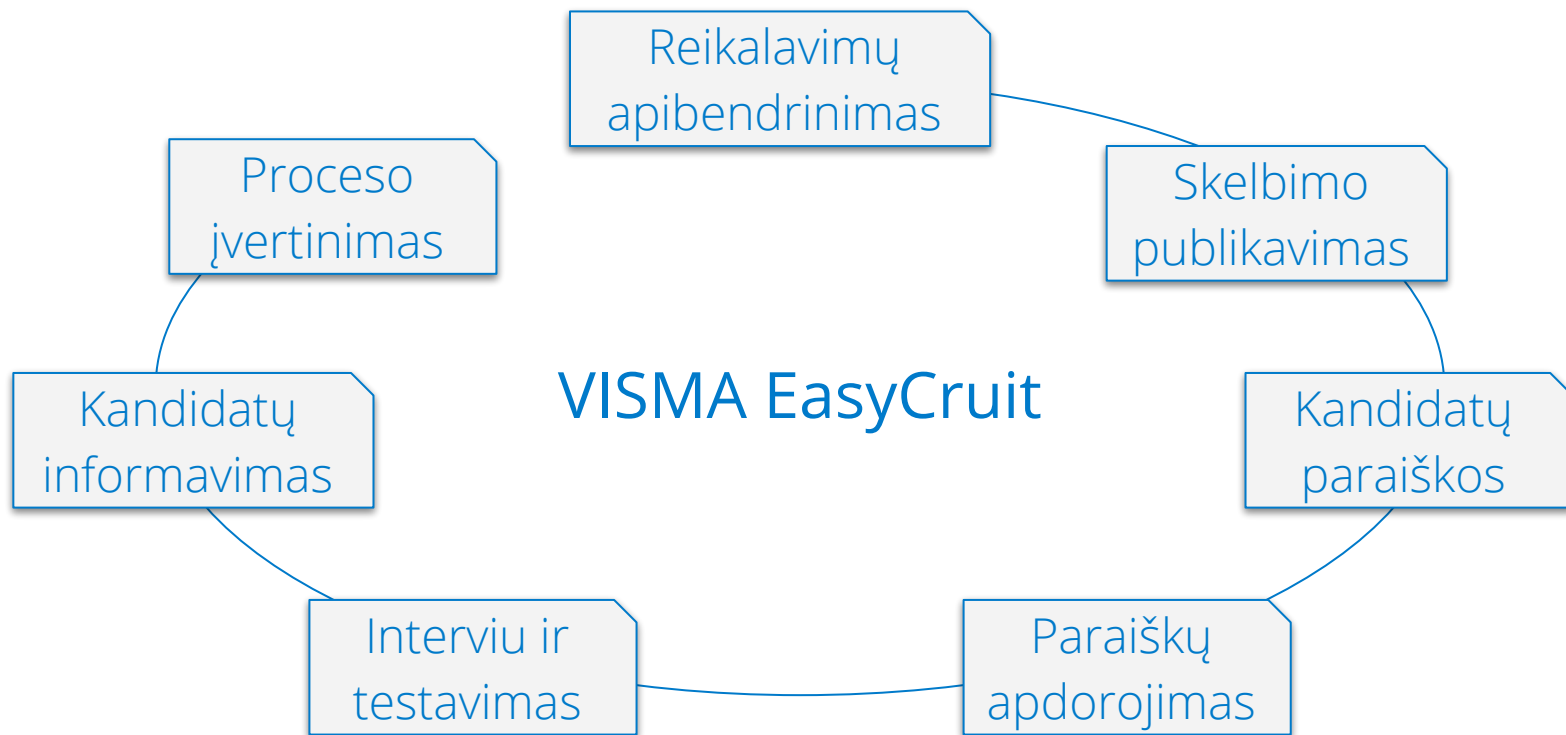 Reikalavimų
apibendrinimas
Skelbimo
publikavimas
Kandidatų
paraiškos
Paraiškų
apdorojimas
Interviu ir
testavimas
Kandidatų
informavimas
Proceso
įvertinimas
VISMA EasyCruit